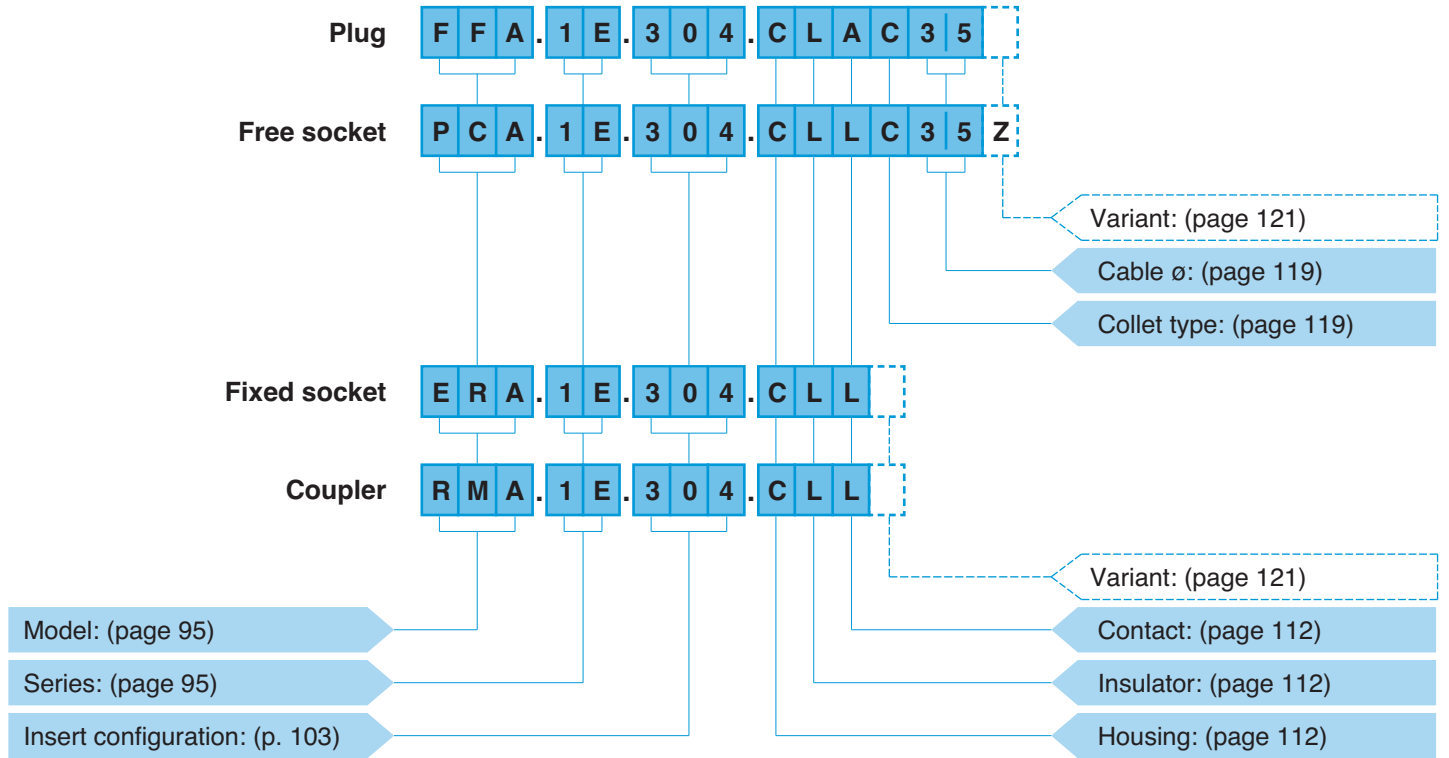 Plug FFA.1E.304.CLAC35
Free socket PCA.1E.304.CLLC35Z
Variant: (page 121)
Cable ø: (page 119)
Collet type: (page 119)
Fixed socket ERA.1E.304.CLL
Coupler RMA.1E.304.CLL
Variant: (page 121)
Model: (page 95) Contact: (page 112)
Series: (page 95) Insulator: (page 112)
Insert configuration: (p. 103) Housing: (page 112)